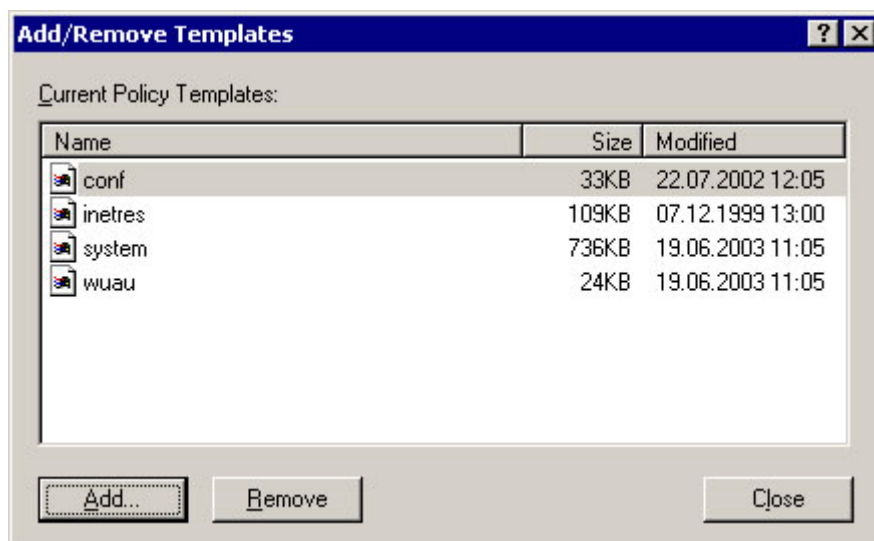 Add/Remove Templates
Current Policy Templates:
Name Size Modified
conf 33KB 22.07.2002 12:05
inetres 109KB 07.12.1999 13:00
system 736KB 19.06.2003 11:05
wuau 24KB 19.06.2003 11:05
Add... Remove Close